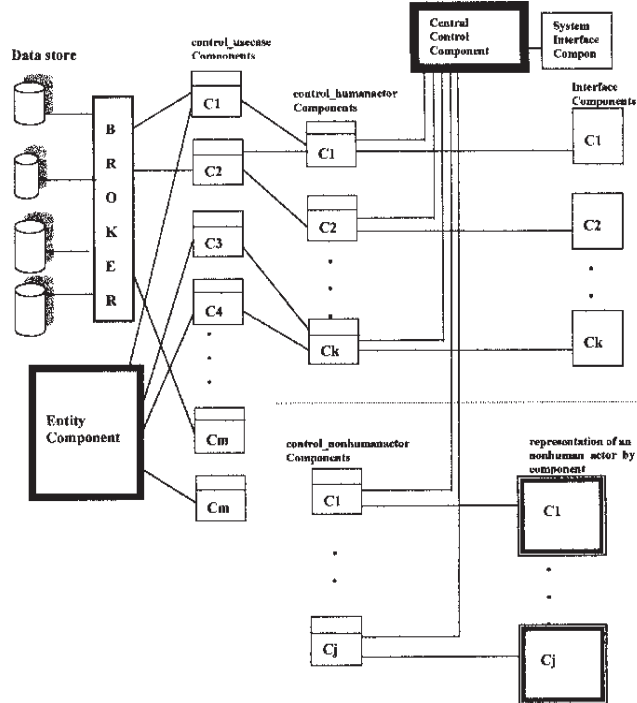 Central
Control
Component
System
Interface
Compon
Data store
control_usecase
Components
control_humanactor
Components
Interface
Components
B
R
O
K
E
R
C1
C2
C3
C4
Cm
Cm
C1
C2
Ck
C1
C2
Ck
Entity
Component
control_nonhumanactor
Components
representation of an
nonhuman actor by
component
C1
C1
Cj
Cj